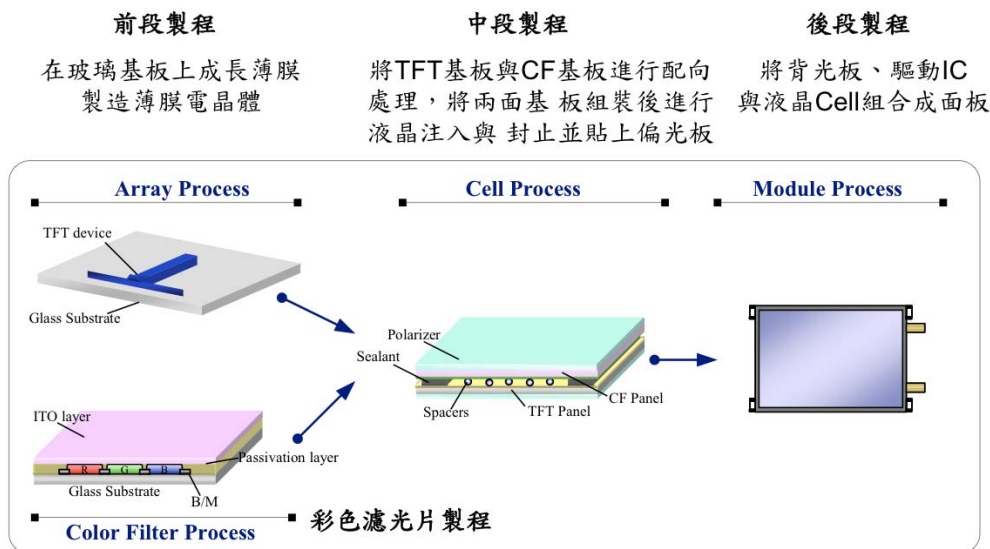 前段製程
在玻璃基板上成長薄膜
製造薄膜電晶體
中段製程
將TFT基板與CF基板進行配向
處理，將兩面基 板組裝後進行
液晶注入與 封止並貼上偏光板
後段製程
將背光板、驅動IC
與液晶Cell組合成面板
Array Process
Cell Process
Module Process
TFT device
Glass Substrate
Polarizer
Sealant
Spacers
TFT Panel
CF Panel
ITO layer
Passivation layer
R G B
Glass Substrate
B/M
Color Filter Process
彩色濾光片製程